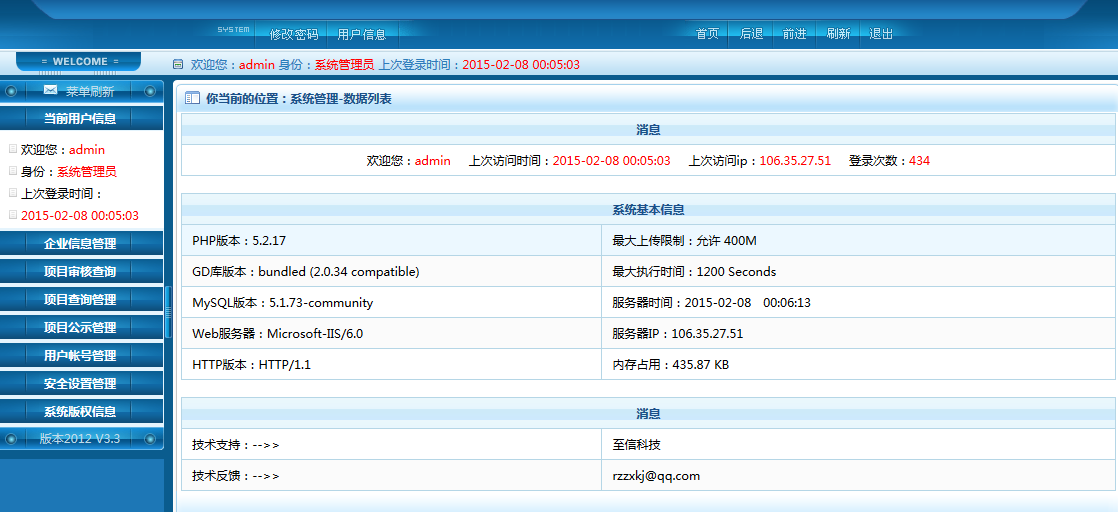 SYSTEM 修改密码 用户信息 首页 后退 前进 刷新 退出
= WELCOME = 欢迎您：admin 身份：系统管理员 上次登录时间：2015-02-08 00:05:03
菜单刷新
当前用户信息
欢迎您：admin
身份：系统管理员
上次登录时间：
2015-02-08 00:05:03
企业信息管理
项目审核查询
项目查询管理
项目公示管理
用户帐号管理
安全设置管理
系统版权信息
版本2012 V3.3
你当前的位置：系统管理-数据列表
消息
欢迎您：admin 上次访问时间：2015-02-08 00:05:03 上次访问ip：106.35.27.51 登录次数：434
系统基本信息
PHP版本：5.2.17 最大上传限制：允许 400M
GD库版本：bundled (2.0.34 compatible) 最大执行时间：1200 Seconds
MySQL版本：5.1.73-community 服务器时间：2015-02-08 00:06:13
Web服务器：Microsoft-IIS/6.0 服务器IP：106.35.27.51
HTTP版本：HTTP/1.1 内存占用：435.87 KB
消息
技术支持：-->> 至信科技
技术反馈：-->> rzzxkj@qq.com